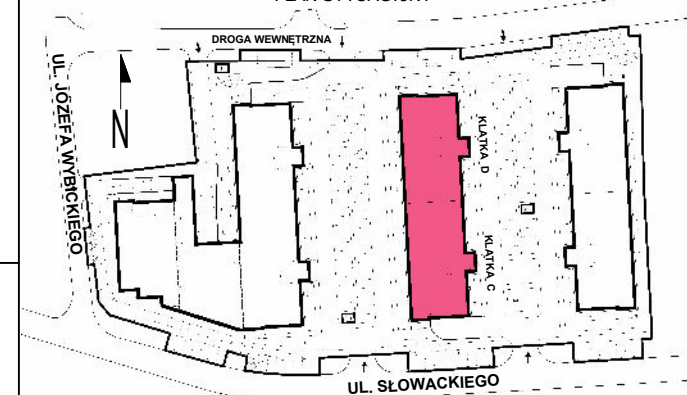 DROGA WEWNĘTRZNA
UL. JÓZEFA WYBICKIEGO
N
KLATKA D
KLATKA C
UL. SŁOWACKIEGO